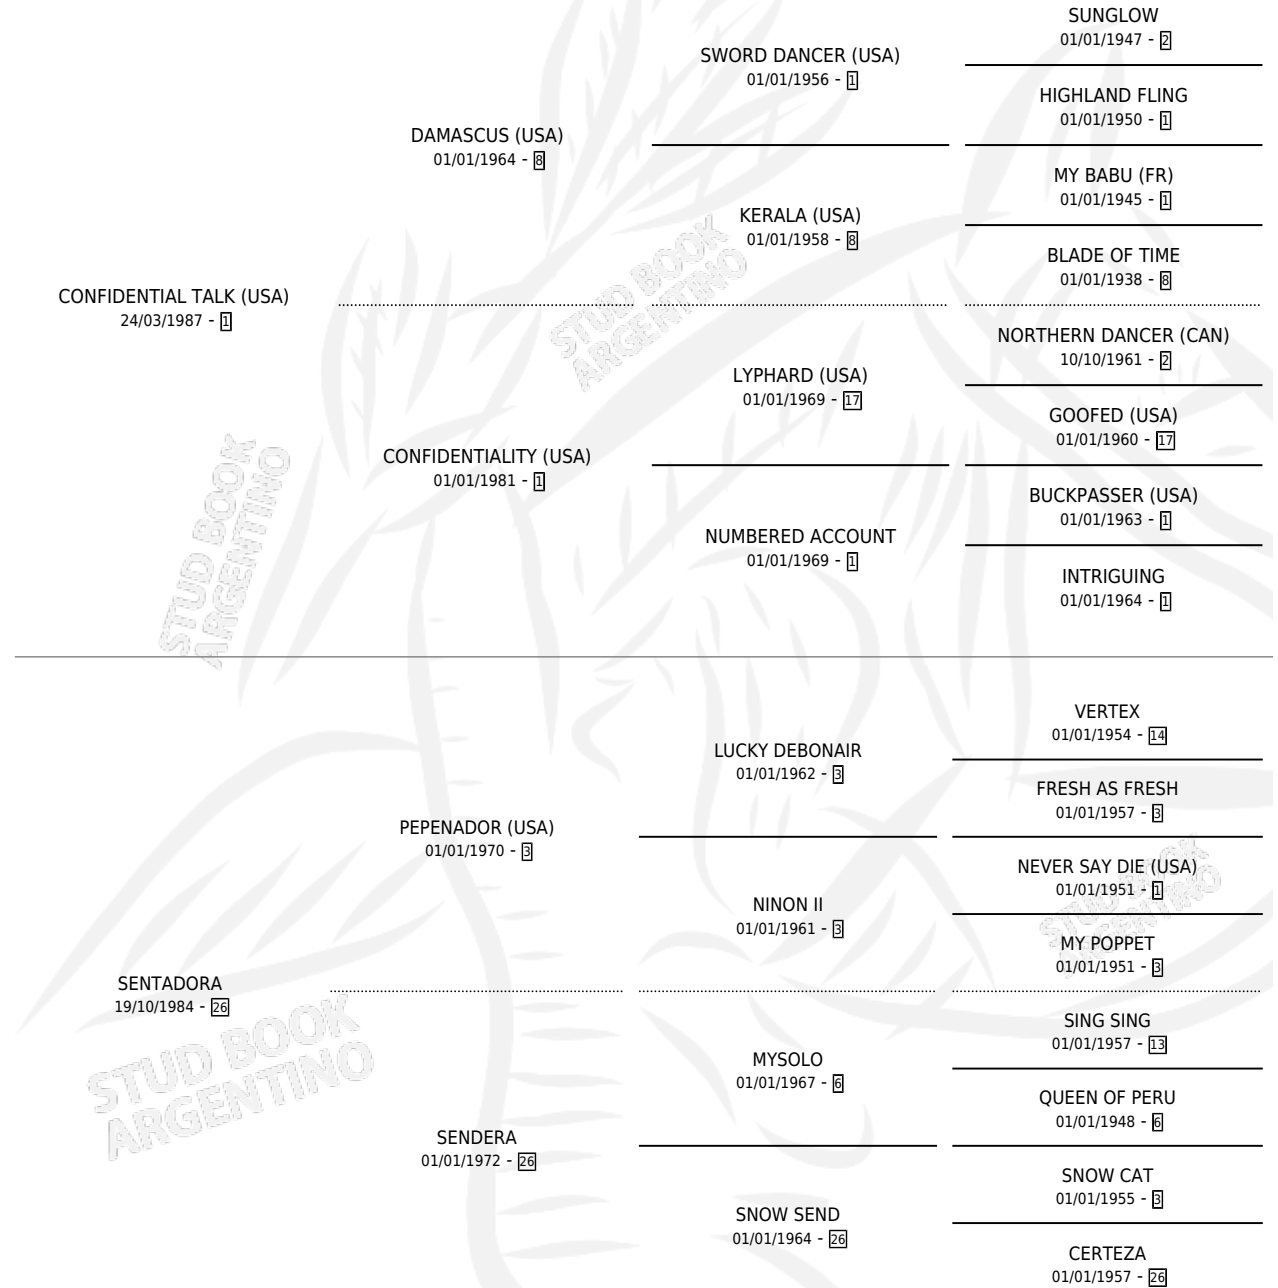 SUNGLOW
01/01/1947 - 2
SWORD DANCER (USA)
01/01/1956 - 1
HIGHLAND FLING
01/01/1950 - 1
DAMASCUS (USA)
01/01/1964 - 8
MY BABU (FR)
01/01/1945 - 1
KERALA (USA)
01/01/1958 - 8
BLADE OF TIME
01/01/1938 - 8
CONFIDENTIAL TALK (USA)
24/03/1987 - 1
NORTHERN DANCER (CAN)
10/10/1961 - 2
LYPHARD (USA)
01/01/1969 - 17
GOOFED (USA)
01/01/1960 - 17
CONFIDENTIALITY (USA)
01/01/1981 - 1
BUCKPASSER (USA)
01/01/1963 - 1
NUMBERED ACCOUNT
01/01/1969 - 1
INTRIGUING
01/01/1964 - 1
VERTEX
01/01/1954 - 14
LUCKY DEBONAIR
01/01/1962 - 3
FRESH AS FRESH
01/01/1957 - 3
PEPENADOR (USA)
01/01/1970 - 3
NEVER SAY DIE (USA)
01/01/1951 - 1
NINON II
01/01/1961 - 3
MY POPPET
01/01/1951 - 3
SENTADORA
19/10/1984 - 26
SING SING
01/01/1957 - 13
MYSOLO
01/01/1967 - 6
QUEEN OF PERU
01/01/1948 - 6
SENDERA
01/01/1972 - 26
SNOW CAT
01/01/1955 - 3
SNOW SEND
01/01/1964 - 26
CERTEZA
01/01/1957 - 26
STUD BOOK
ARGENTINO
STUD BOOK
ARGENTINO
STUD BOOK
ARGENTINO
STUD BOOK
ARGENTINO